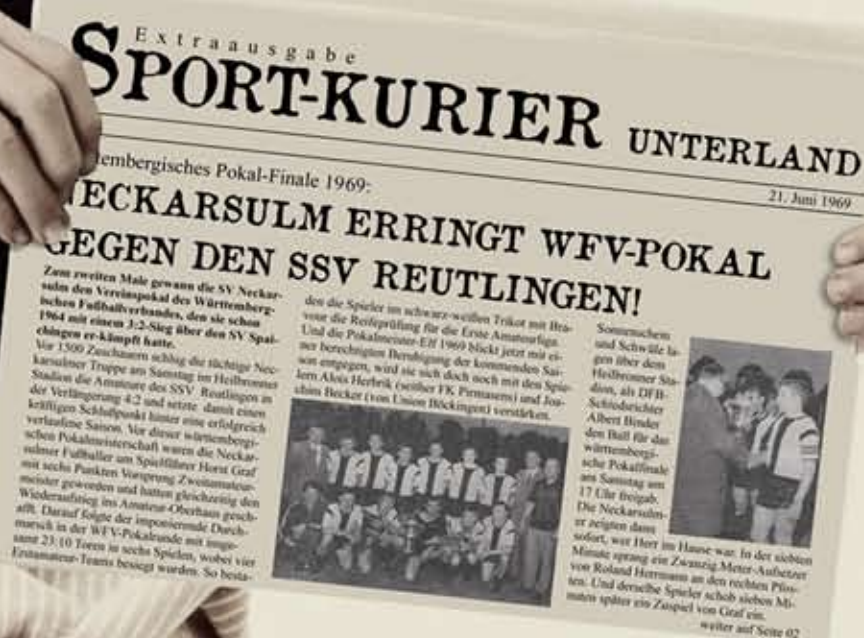 Extraausgabe
SPORT-KURIER UNTERLAND
21. Juni 1969
tembergisches Pokal-Finale 1969:
NECKARSULM ERRINGT WFV-POKAL
GEGEN DEN SSV REUTLINGEN!
Zum zweiten Male gewann die SV Neckar-
sulm den Vereinspokal des Württemberg-
ischen Fußballverbandes, den sie schon
1964 mit einem 3:2-Sieg über den SV Spai-
chingen er-kämpft hatte.
Vor 1500 Zuschauern schlug die tüchtige Nec-
karsulmer Truppe am Samstag im Heilbronner
Stadion die Amateure des SSV Reutlingen in
der Verlängerung 4:2 und setzte damit einen
kräftigen Schlußpunkt hinter eine erfolgreich
verlaufene Saison. Vor dieser württembergi-
schen Pokalmeisterschaft waren die Neckar-
sulmer Fußballer um Spielführer Horst Graf
mit sechs Punkten Vorsprung Zweitamateur-
meister geworden und hatten gleichzeitig den
Wiederaufstieg ins Amateur-Oberhaus gesch-
afft. Darauf folgte der imponierende Durch-
marsch in der WFV-Pokalrunde mit insge-
samt 23:10 Toren in sechs Spielen, wobei vier
Erstamateur-Teams besiegt wurden. So besta-
den die Spieler im schwarz-weißen Trikot mit Bra-
vour die Reifeprüfung für die Erste Amateurliga.
Und die Pokalmeister-Elf 1969 blickt jetzt mit ei-
ner berechtigten Beruhigung der kommenden Sai-
son entgegen, wird sie sich doch noch mit den Spie-
lern Alois Herbrik (seither FK Pirmasens) und Joa-
chim Becker (von Union Böckingen) verstärken.
Sonnenschein
und Schwüle la-
gen über dem
Heilbronner Sta-
dion, als DFB-
Schiedsrichter
Albert Binder
den Ball für das
württembergi-
sche Pokalfinale
am Samstag um
17 Uhr freigab.
Die Neckarsulm-
er zeigten dann
sofort, wer Herr im Hause war. In der siebten
Minute sprang ein Zwanzig-Meter-Aufsetzer
von Roland Herrmann an den rechten Pfos-
ten. Und derselbe Spieler schob sieben Mi-
nuten später ein Zuspiel von Graf ein.
weiter auf Seite 02